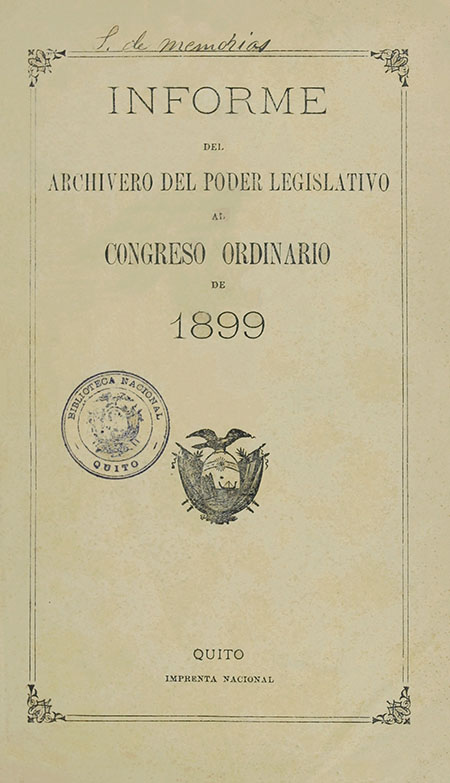 S. de memorias
INFORME
DEL
ARCHIVERO DEL PODER LEGISLATIVO
AL
CONGRESO ORDINARIO
DE
1899
BIBLIOTECA NACIONAL
QUITO
QUITO
IMPRENTA NACIONAL